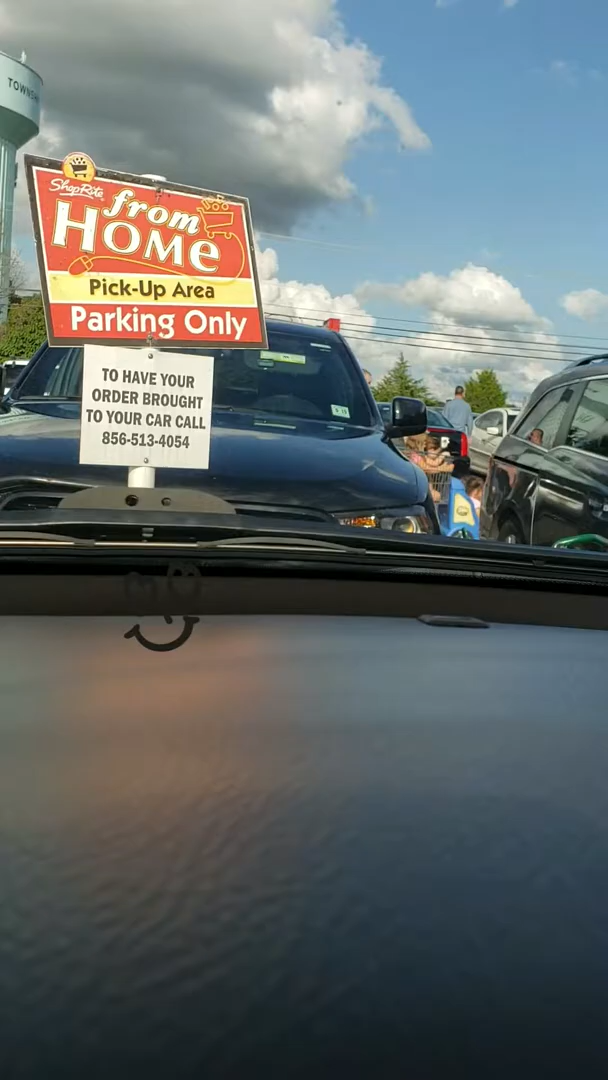 TOWNSH
ShopRite
from
HOME
Pick-Up Area
Parking Only
TO HAVE YOUR
ORDER BROUGHT
TO YOUR CAR CALL
856-513-4054